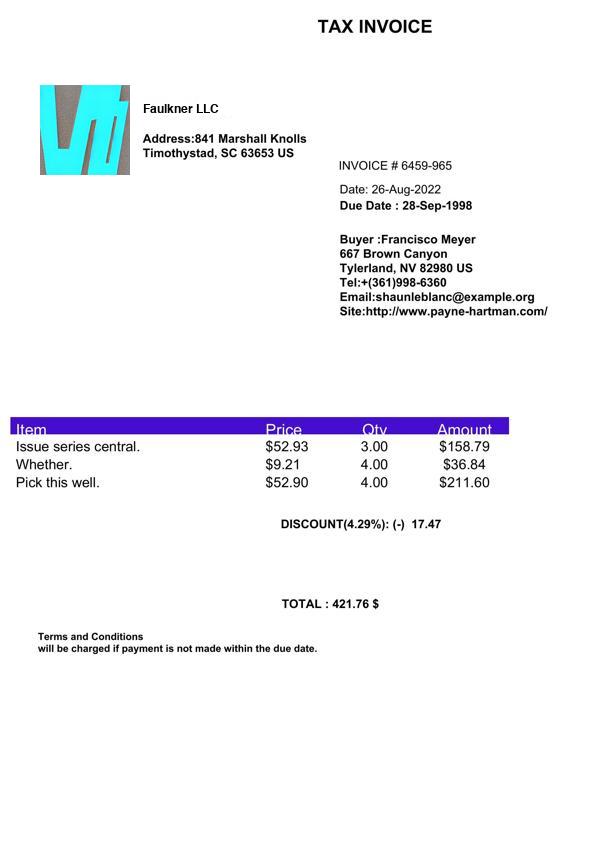 TAX INVOICE
Faulkner LLC
Address:841 Marshall Knolls
Timothystad, SC 63653 US
INVOICE # 6459-965
Date: 26-Aug-2022
Due Date : 28-Sep-1998
Buyer :Francisco Meyer
667 Brown Canyon
Tylerland, NV 82980 US
Tel:+(361)998-6360
Email:shaunleblanc@example.org
Site:http://www.payne-hartman.com/
Item Price Qty Amount
Issue series central. $52.93 3.00 $158.79
Whether. $9.21 4.00 $36.84
Pick this well. $52.90 4.00 $211.60
DISCOUNT(4.29%): (-) 17.47
TOTAL : 421.76 $
Terms and Conditions
will be charged if payment is not made within the due date.